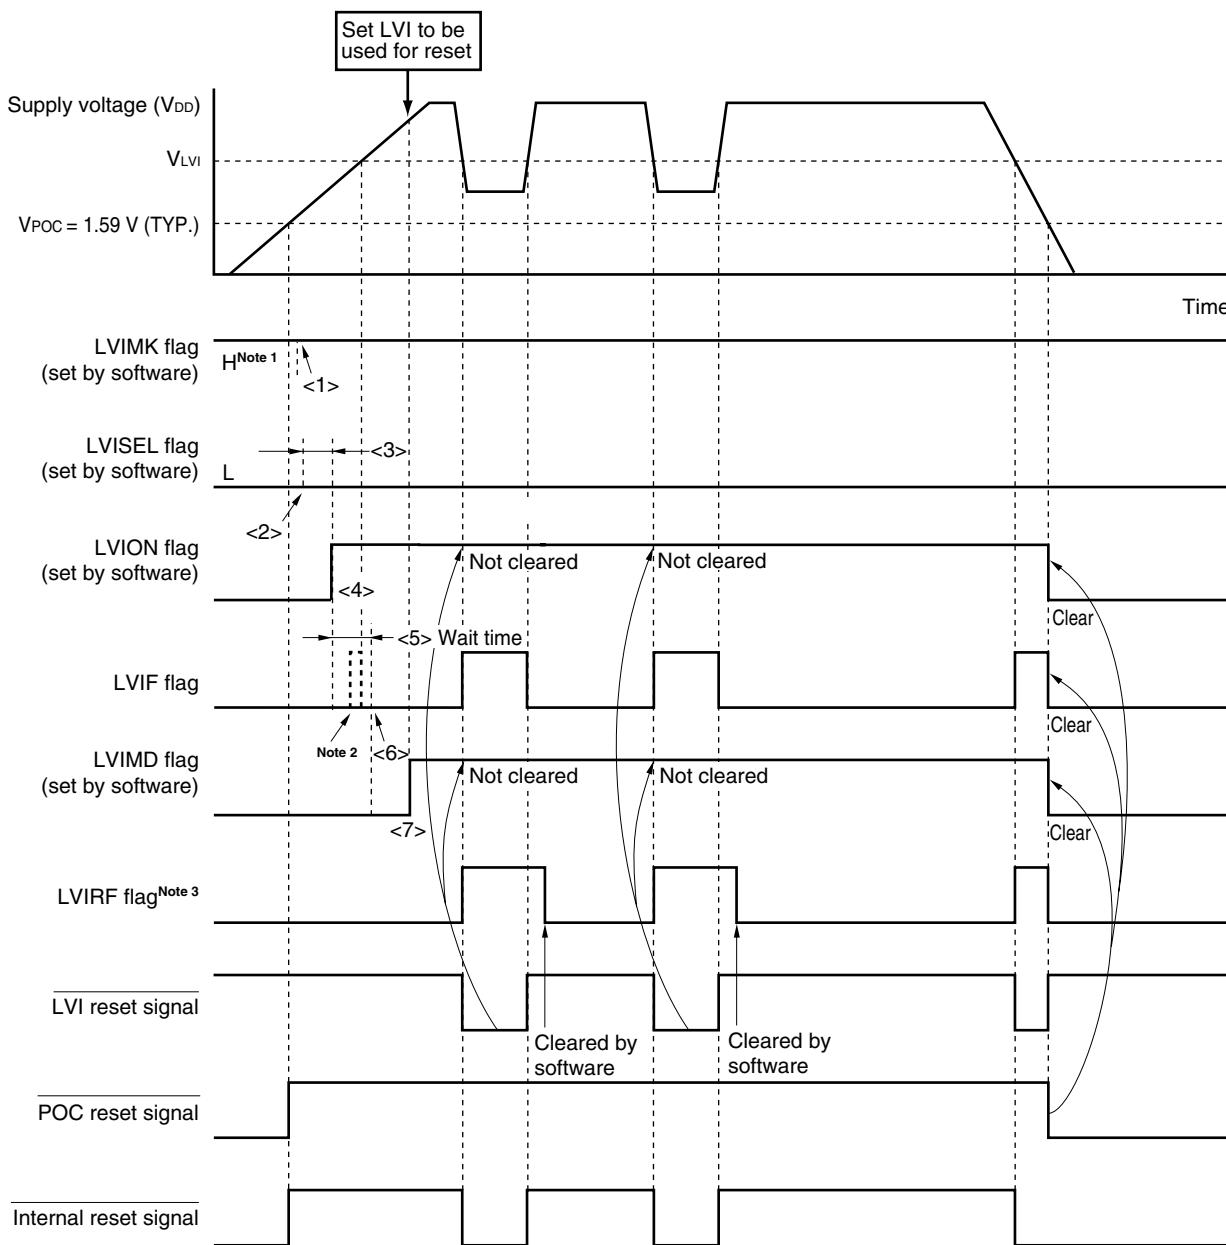 Set LVI to be
used for reset
Supply voltage (VDD)
VLVI
VPOC = 1.59 V (TYP.)
Time
LVIMK flag
(set by software)
H Note 1
<1>
LVISEL flag
(set by software)
<3>
L
<2>
LVION flag
(set by software)
Not cleared
Not cleared
<4>
Clear
<5> Wait time
LVIF flag
Note 2
<6>
Clear
LVIMD flag
(set by software)
Not cleared
Not cleared
<7>
Clear
LVIRF flag Note 3
LVI reset signal
Cleared by
software
Cleared by
software
POC reset signal
Internal reset signal